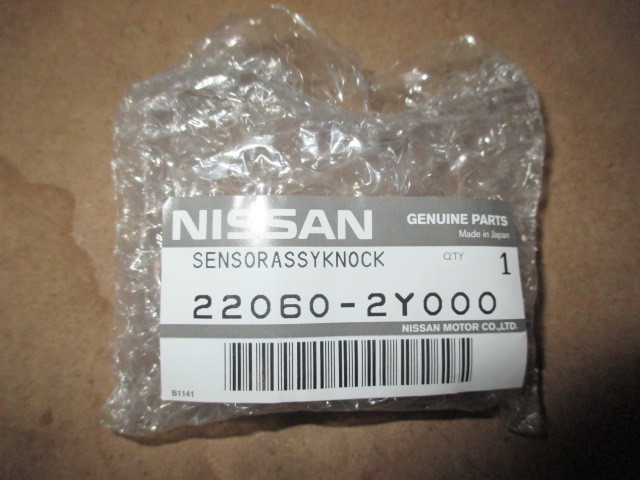 NISSAN GENUINE PARTS
Made in Japan
SENSORASSYKNOCK QTY 1
22060-2Y000
NISSAN MOTOR CO.,LTD.
B1141